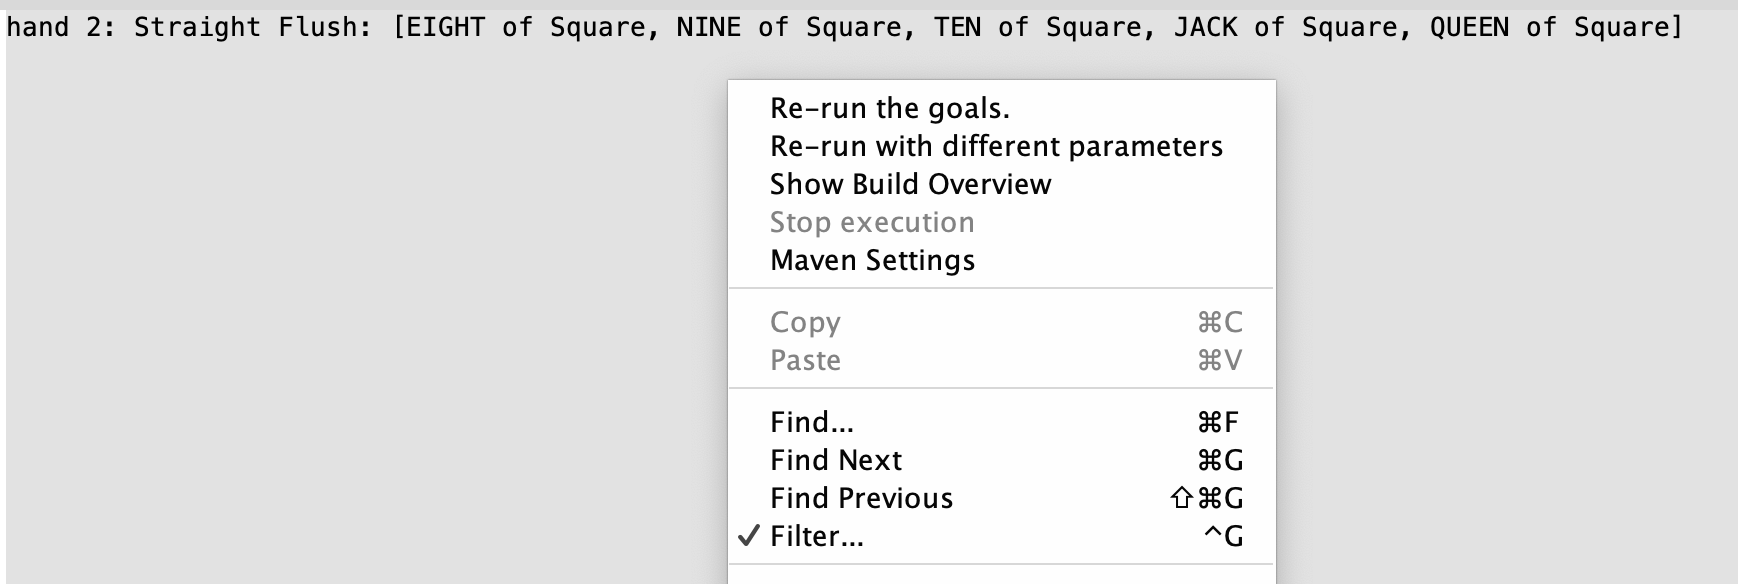 hand 2: Straight Flush: [EIGHT of Square, NINE of Square, TEN of Square, JACK of Square, QUEEN of Square]
Re-run the goals.
Re-run with different parameters
Show Build Overview
Stop execution
Maven Settings
Copy ⌘C
Paste ⌘V
Find... ⌘F
Find Next ⌘G
Find Previous ⇧⌘G
✓ Filter... ^G